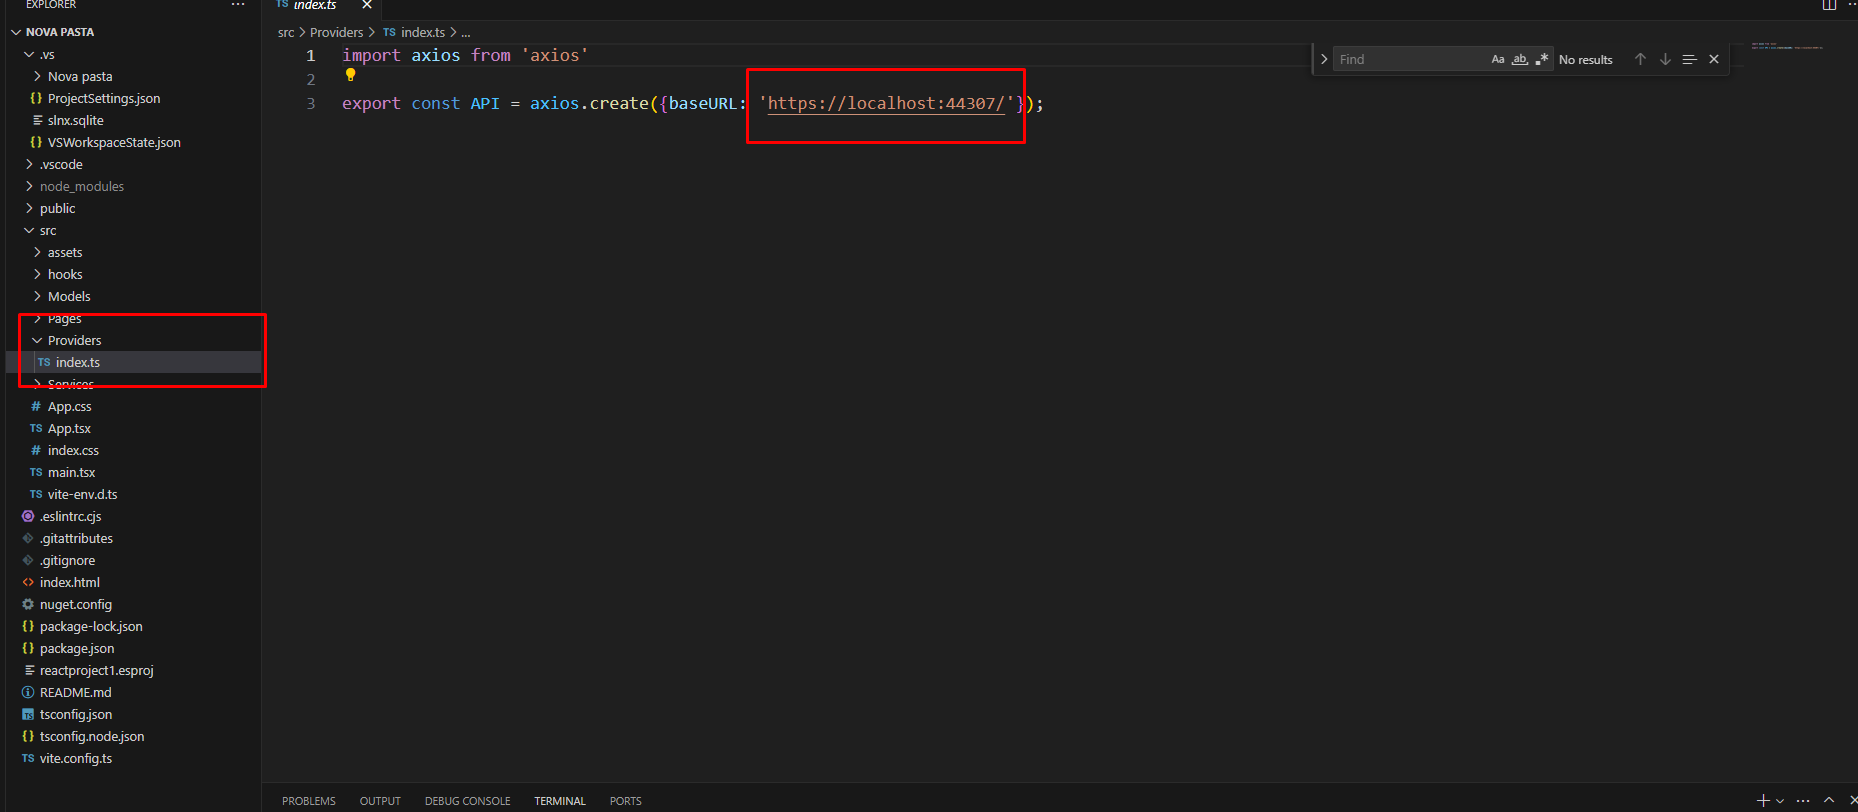 EXPLORER
NOVA PASTA
.vs
Nova pasta
ProjectSettings.json
slnx.sqlite
VSWorkspaceState.json
.vscode
node_modules
public
src
assets
hooks
Models
Pages
Providers
TS index.ts
Services
# App.css
TS App.tsx
# index.css
TS main.tsx
TS vite-env.d.ts
.eslintrc.cjs
.gitattributes
.gitignore
index.html
nuget.config
package-lock.json
package.json
reactproject1.esproj
README.md
tsconfig.json
tsconfig.node.json
TS vite.config.ts
TS index.ts
src > Providers > TS index.ts > ...
1 import axios from 'axios'
2
3 export const API = axios.create({baseURL: 'https://localhost:44307/'});
Find Aa ab .* No results
PROBLEMS OUTPUT DEBUG CONSOLE TERMINAL PORTS